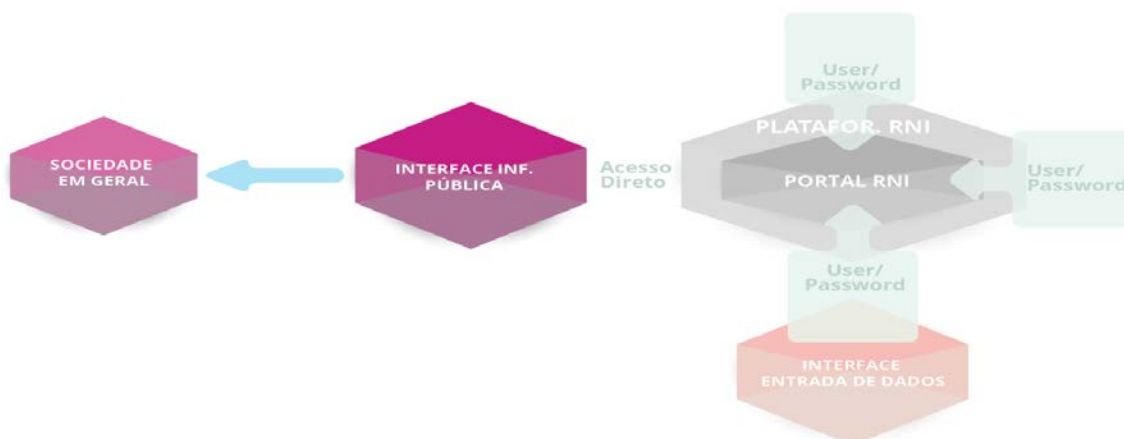 SOCIEDADE
EM GERAL
INTERFACE INF.
PÚBLICA
Acesso
Direto
User/
Password
PLATAFOR. RNI
PORTAL RNI
User/
Password
User/
Password
INTERFACE
ENTRADA DE DADOS